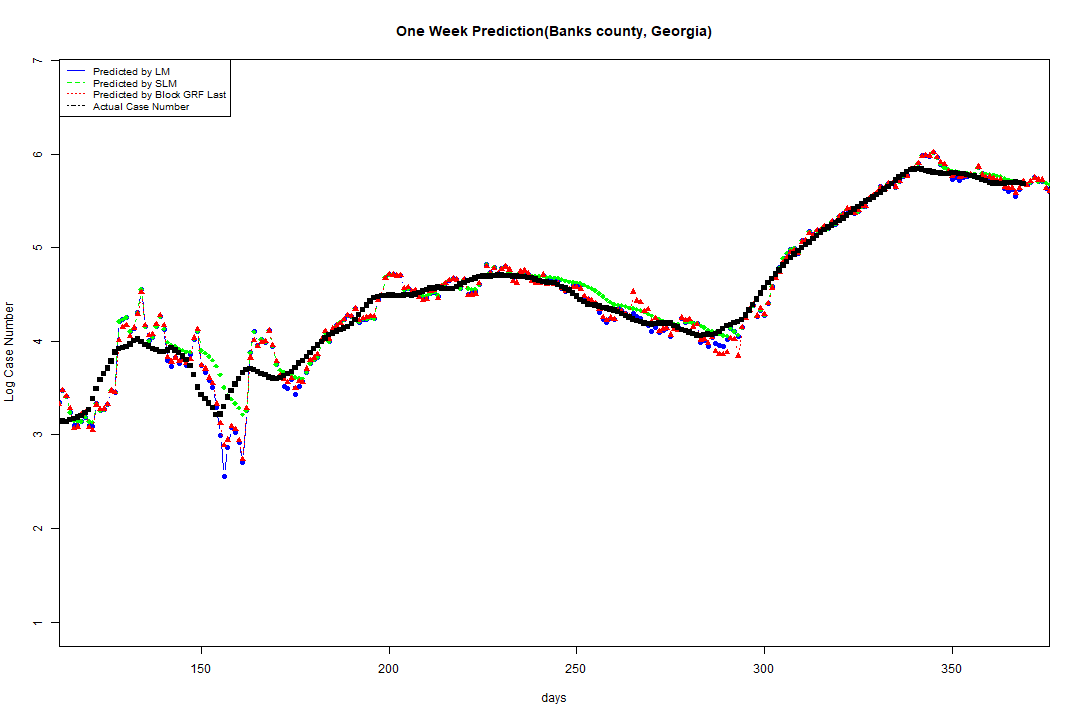 One Week Prediction(Banks county, Georgia)
Predicted by LM
Predicted by SLM
Predicted by Block GRF Last
Actual Case Number
7
6
5
4
3
2
1
Log Case Number
150 200 250 300 350
days